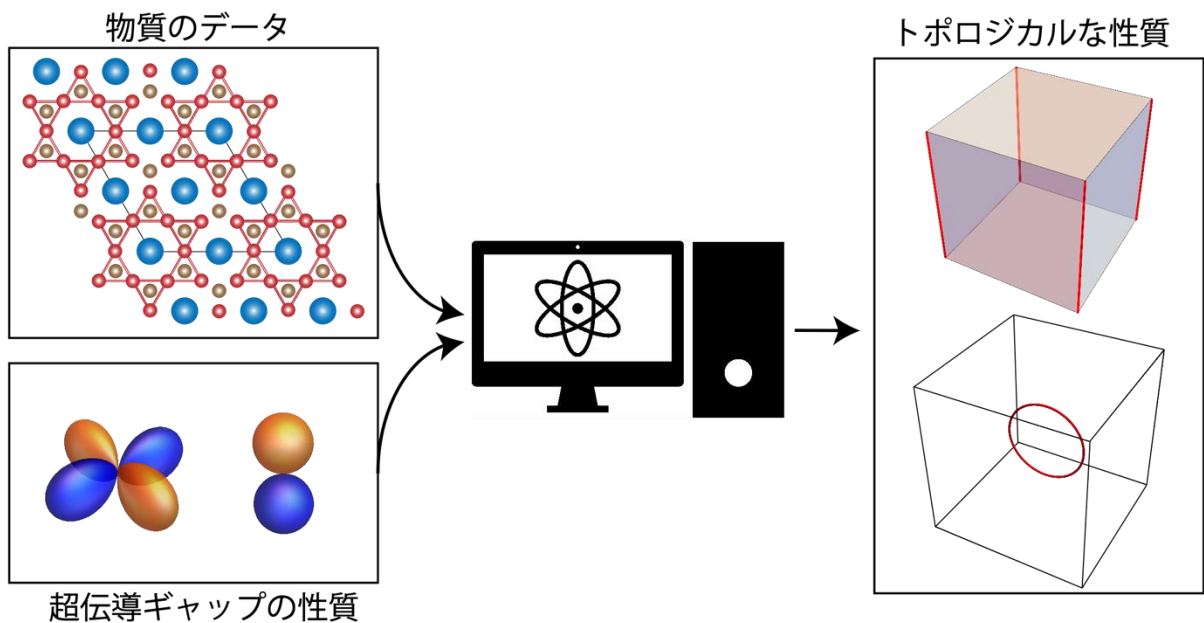 物質のデータ
トポロジカルな性質
超伝導ギャップの性質